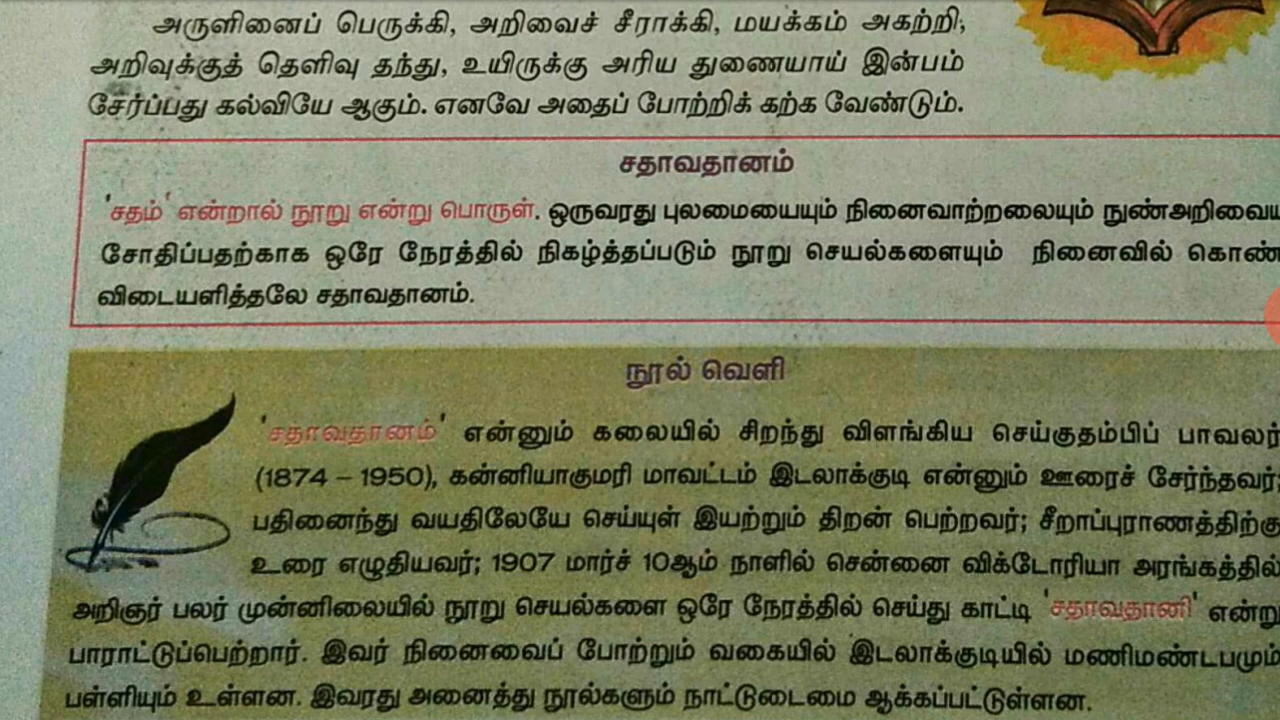 அருளினைப் பெருக்கி, அறிவைச் சீராக்கி, மயக்கம் அகற்றி,
அறிவுக்குத் தெளிவு தந்து, உயிருக்கு அரிய துணையாய் இன்பம்
சேர்ப்பது கல்வியே ஆகும். எனவே அதைப் போற்றிக் கற்க வேண்டும்.
சதாவதானம்
'சதம்' என்றால் நூறு என்று பொருள். ஒருவரது புலமையையும் நினைவாற்றலையும் நுண்அறிவைய
சோதிப்பதற்காக ஒரே நேரத்தில் நிகழ்த்தப்படும் நூறு செயல்களையும் நினைவில் கொண்
விடையளித்தலே சதாவதானம்.
நூல் வெளி
'சதாவதானம்' என்னும் கலையில் சிறந்து விளங்கிய செய்குதம்பிப் பாவலர்
(1874 – 1950), கன்னியாகுமரி மாவட்டம் இடலாக்குடி என்னும் ஊரைச் சேர்ந்தவர்;
பதினைந்து வயதிலேயே செய்யுள் இயற்றும் திறன் பெற்றவர்; சீறாப்புராணத்திற்கு
உரை எழுதியவர்; 1907 மார்ச் 10ஆம் நாளில் சென்னை விக்டோரியா அரங்கத்தில்
அறிஞர் பலர் முன்னிலையில் நூறு செயல்களை ஒரே நேரத்தில் செய்து காட்டி 'சதாவதானி' என்று
பாராட்டுப்பெற்றார். இவர் நினைவைப் போற்றும் வகையில் இடலாக்குடியில் மணிமண்டபமும்
பள்ளியும் உள்ளன. இவரது அனைத்து நூல்களும் நாட்டுடைமை ஆக்கப்பட்டுள்ளன.